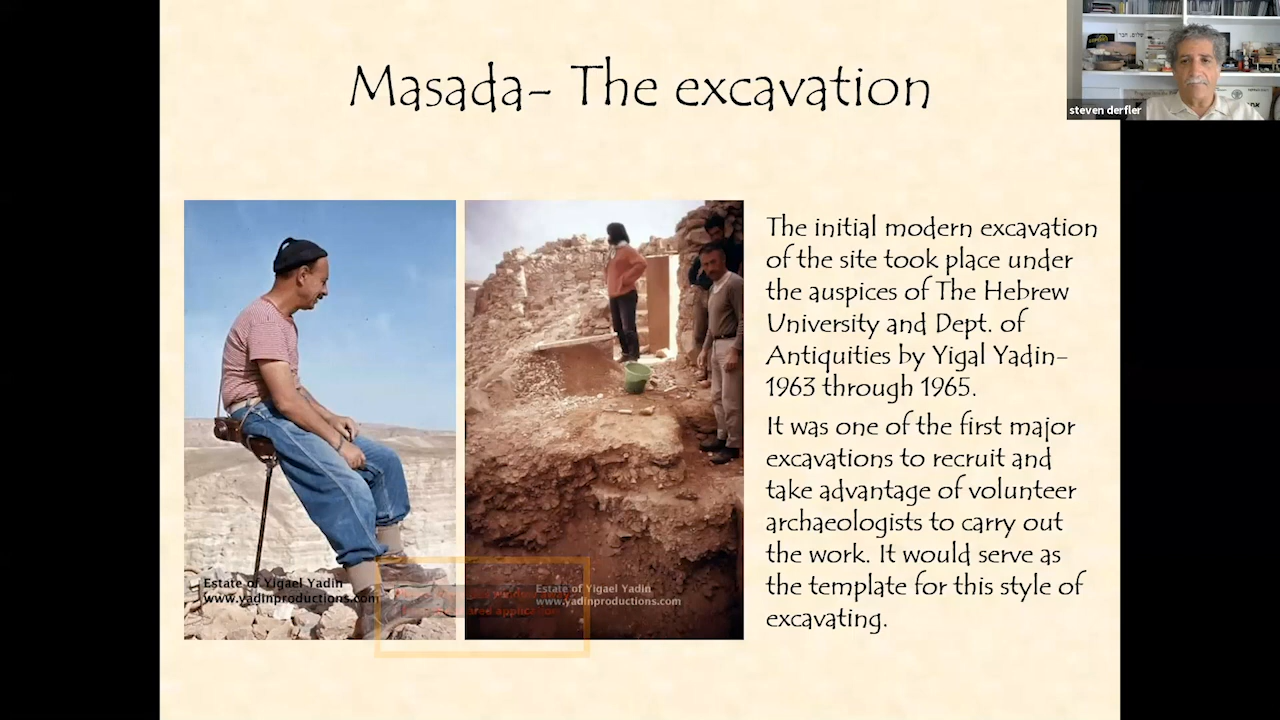 Masada- The excavation
steven derfler
The initial modern excavation
of the site took place under
the auspices of The Hebrew
University and Dept. of
Antiquities by Yigal Yadin-
1963 through 1965.
It was one of the first major
excavations to recruit and
take advantage of volunteer
archaeologists to carry out
the work. It would serve as
the template for this style of
excavating.
Estate of Yigael Yadin
www.yadinproductions.com
Estate of Yigael Yadin
www.yadinproductions.com